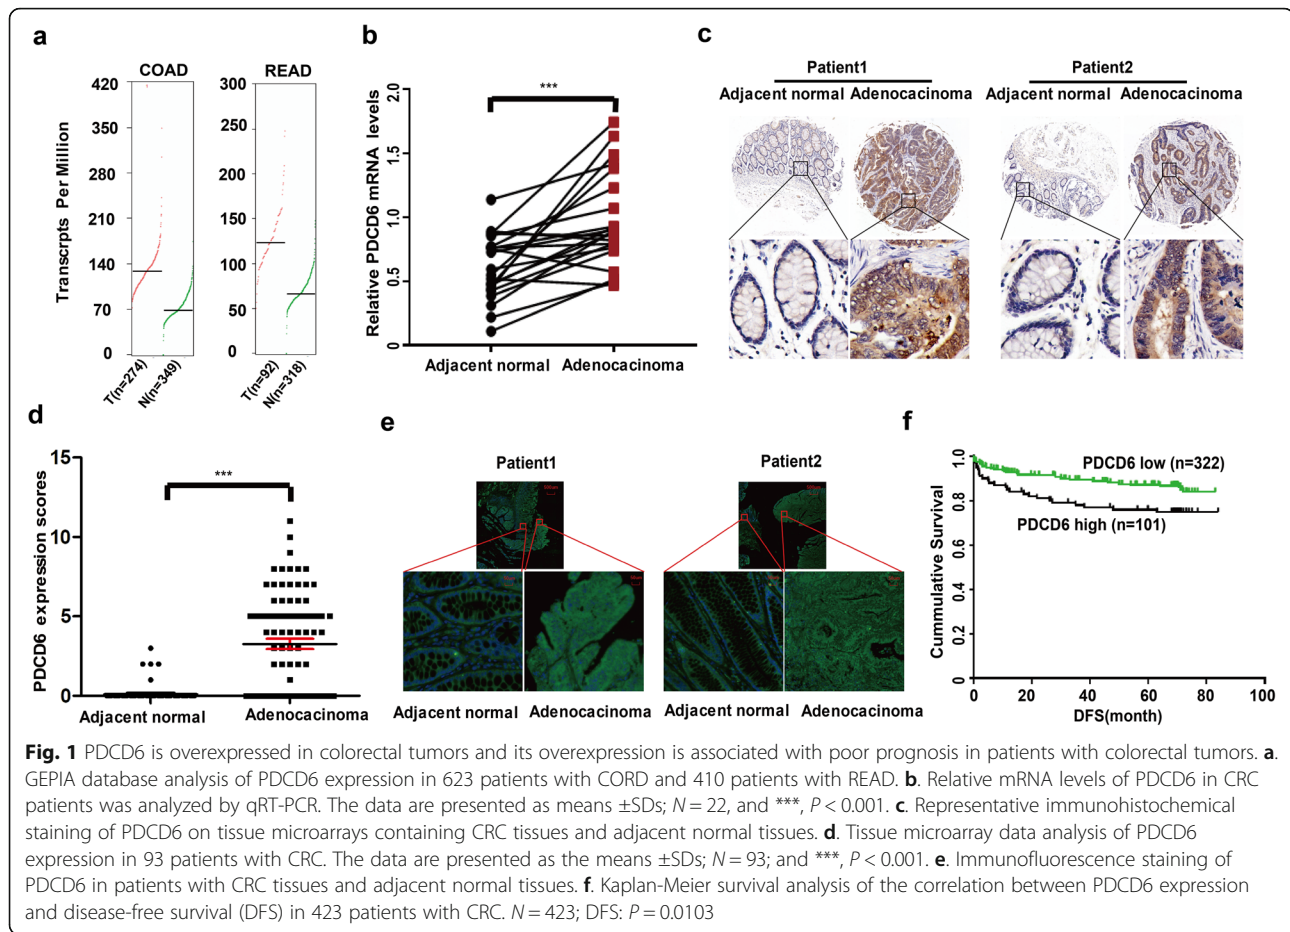 a
COAD
READ
Transcrpts Per Million
420
350
280
210
140
70
0
300
250
200
150
100
50
0
T(n=274)
N(n=349)
T(n=92)
N(n=318)
b
***
Relative PDCD6 mRNA levels
2.0
1.5
1.0
0.5
0.0
Adjacent normal
Adenocacinoma
c
Patient1
Patient2
Adjacent normal
Adenocacinoma
Adjacent normal
Adenocacinoma
d
***
PDCD6 expression scores
15
10
5
0
Adjacent normal
Adenocacinoma
e
Patient1
Patient2
Adjacent normal
Adenocacinoma
Adjacent normal
Adenocacinoma
f
Cummulative Survival
1.0
0.8
0.6
0.4
0.2
0
PDCD6 low (n=322)
PDCD6 high (n=101)
0
20
40
60
80
100
DFS(month)
Fig. 1 PDCD6 is overexpressed in colorectal tumors and its overexpression is associated with poor prognosis in patients with colorectal tumors. a.
GEPIA database analysis of PDCD6 expression in 623 patients with CORD and 410 patients with READ. b. Relative mRNA levels of PDCD6 in CRC
patients was analyzed by qRT-PCR. The data are presented as means ±SDs; N = 22, and ***, P < 0.001. c. Representative immunohistochemical
staining of PDCD6 on tissue microarrays containing CRC tissues and adjacent normal tissues. d. Tissue microarray data analysis of PDCD6
expression in 93 patients with CRC. The data are presented as the means ±SDs; N = 93; and ***, P < 0.001. e. Immunofluorescence staining of
PDCD6 in patients with CRC tissues and adjacent normal tissues. f. Kaplan-Meier survival analysis of the correlation between PDCD6 expression
and disease-free survival (DFS) in 423 patients with CRC. N = 423; DFS: P = 0.0103